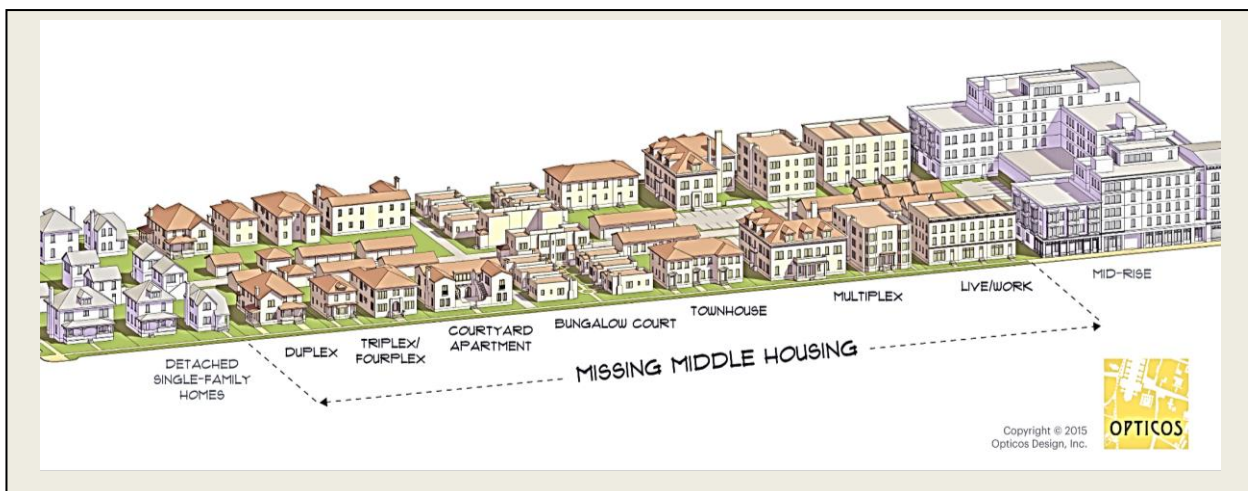 DETACHED
SINGLE-FAMILY
HOMES
DUPLEX
TRIPLEX/
FOURPLEX
COURTYARD
APARTMENT
BUNGALOW COURT
TOWNHOUSE
MULTIPLEX
LIVE/WORK
MID-RISE
MISSING MIDDLE HOUSING
Copyright © 2015
Opticos Design, Inc.
OPTICOS